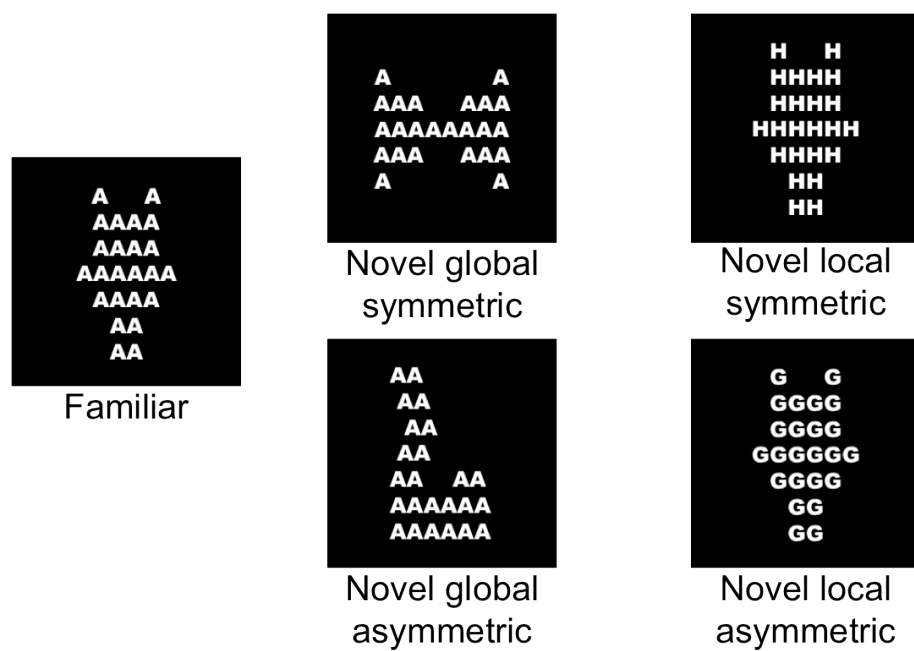 A A
AAAA
AAAA
AAAAAA
AAAA
AA
AA
Familiar
A A
AAA AAA
AAAAAAAA
AAA AAA
A A
Novel global
symmetric
H H
HHHH
HHHH
HHHHHH
HHHH
HH
HH
Novel local
symmetric
AA
AA
AA
AA
AA AA
AAAAAA
AAAAAA
Novel global
asymmetric
G G
GGGG
GGGG
GGGGGG
GGGG
GG
GG
Novel local
asymmetric